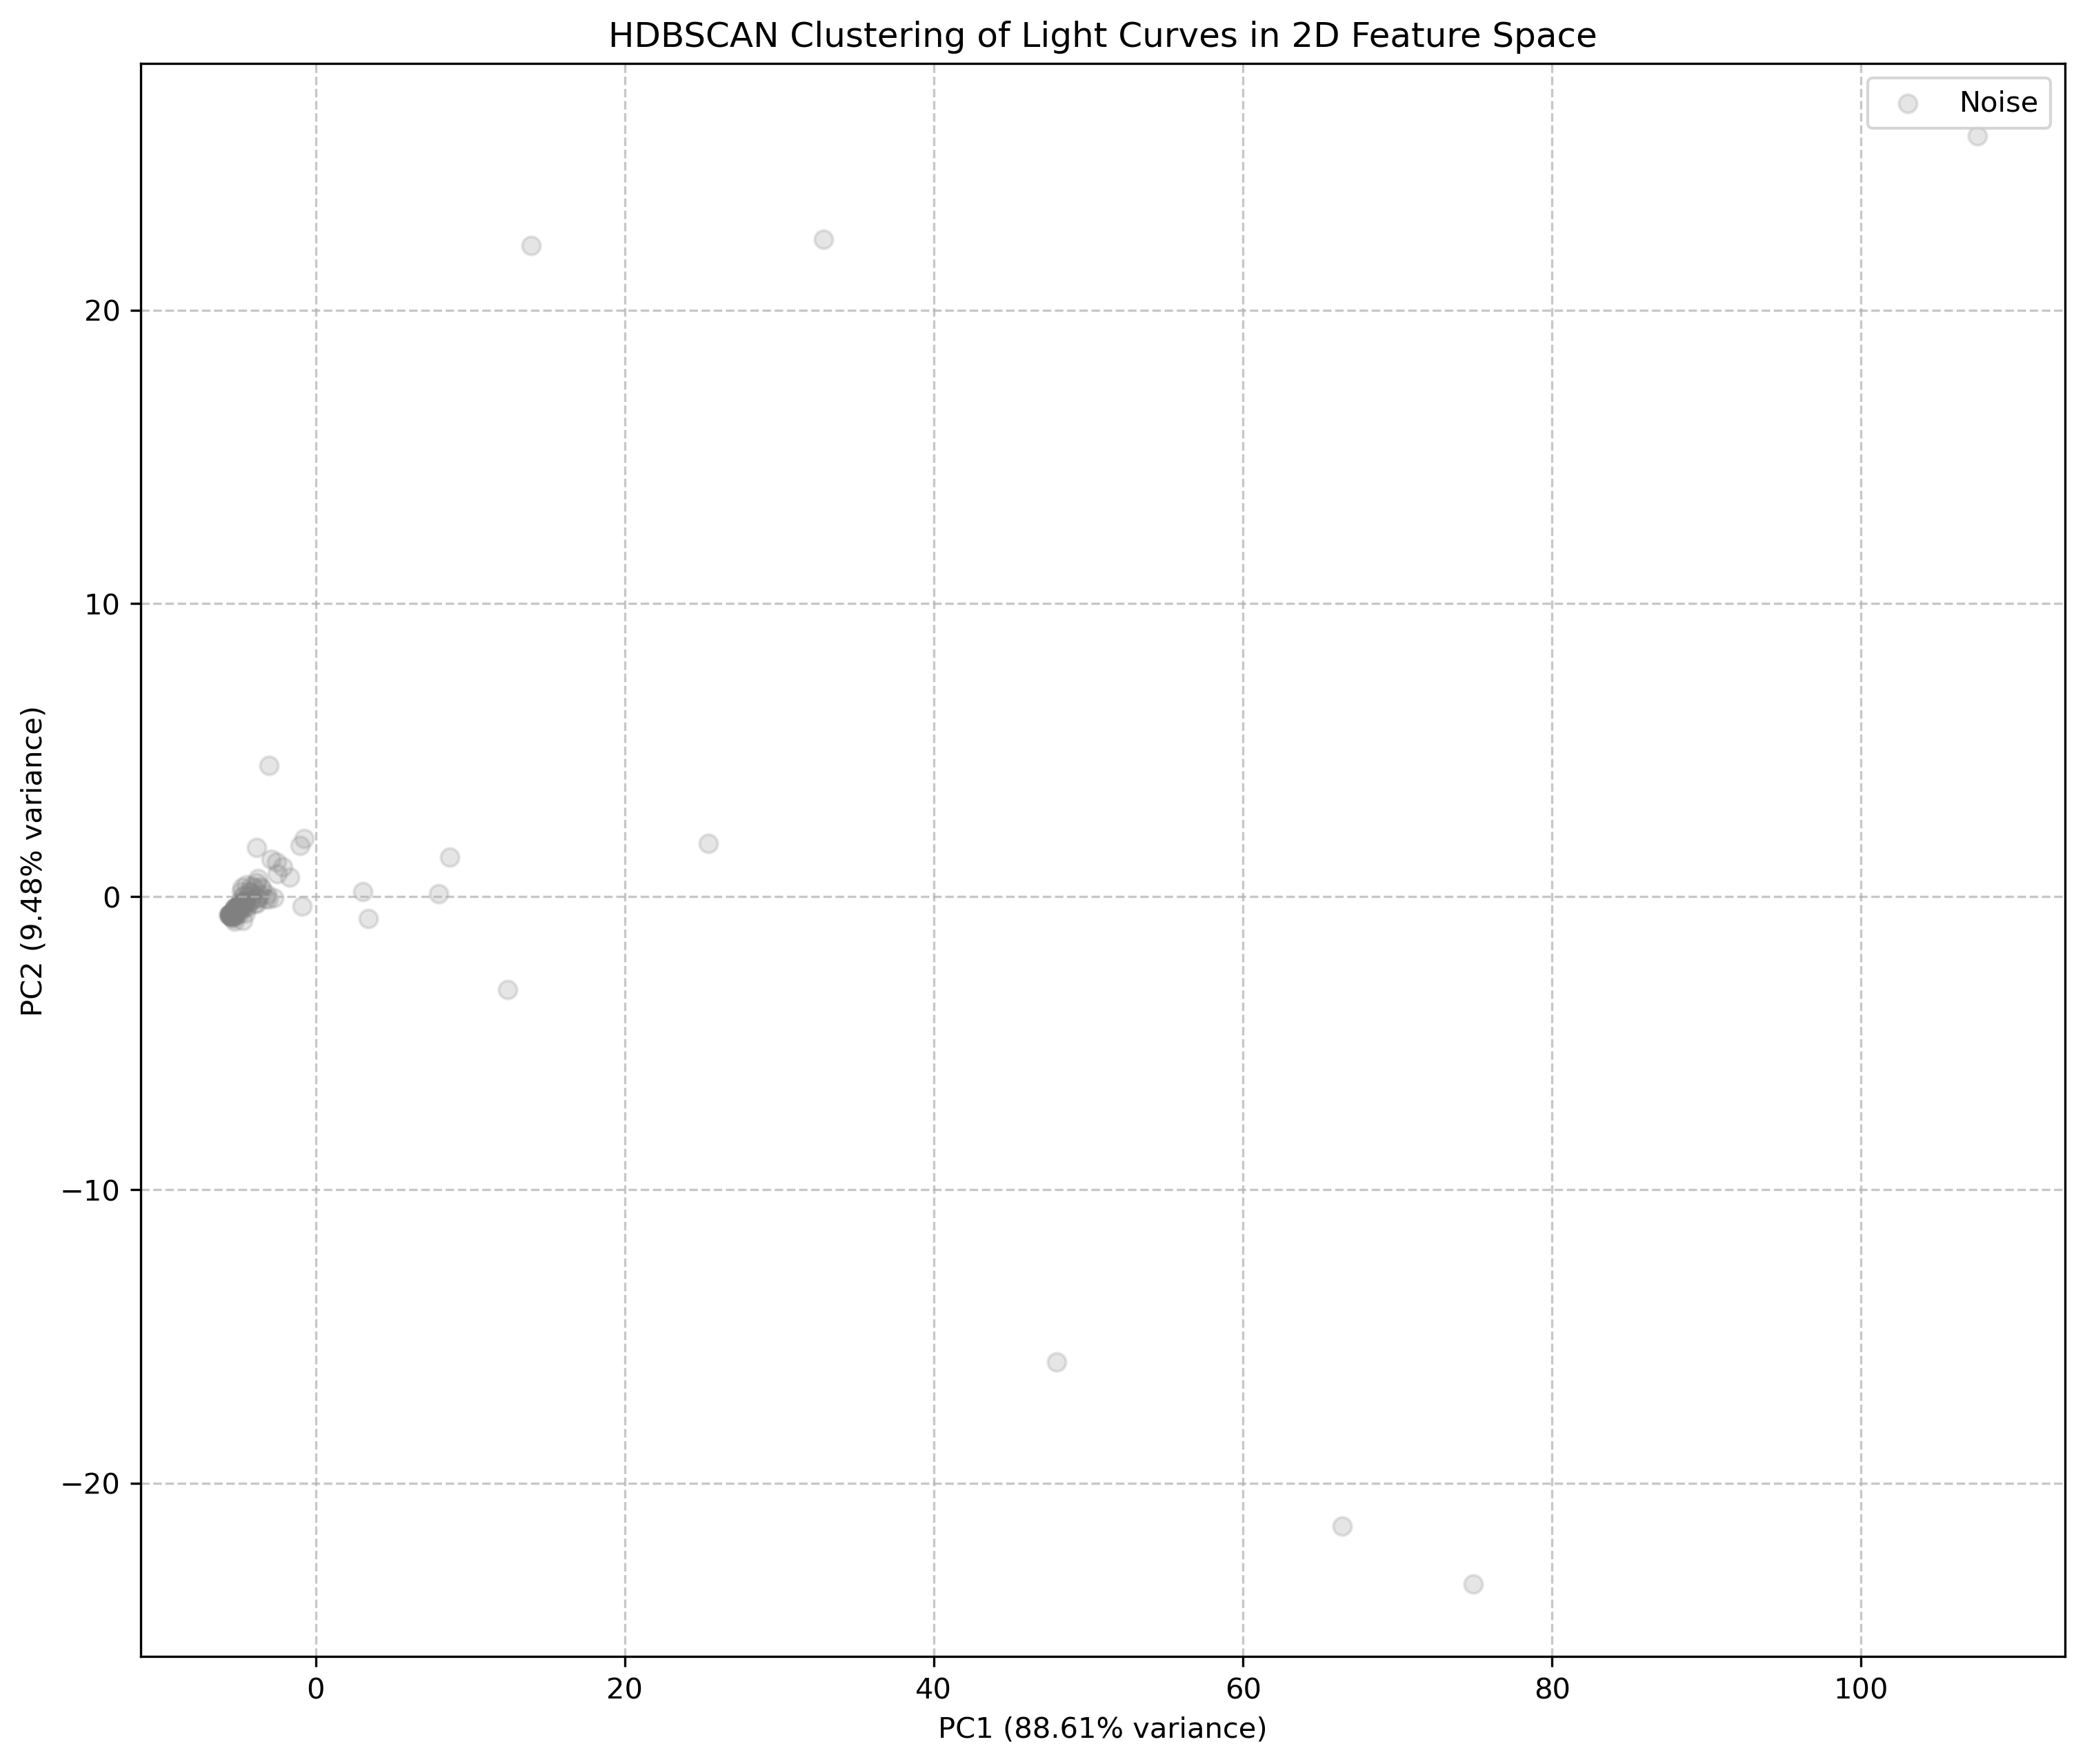 HDBSCAN Clustering of Light Curves in 2D Feature Space
Noise
20
10
0
−10
−20
PC2 (9.48% variance)
0 20 40 60 80 100
PC1 (88.61% variance)